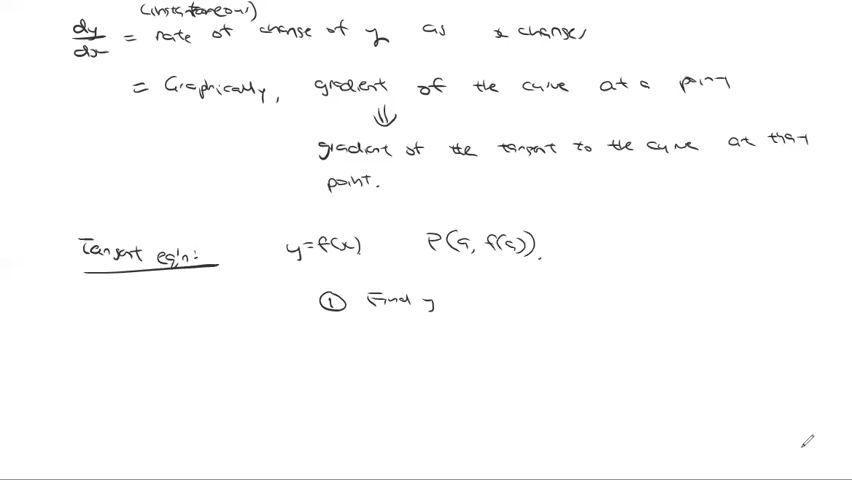 (instantaneous)
dy/dx = rate of change of y as x changes
= Graphically, gradient of the curve at a point
⇓
gradient of the tangent to the curve at that
point.
Tangent eq'n: y=f(x) P(a, f(a)).
① Find